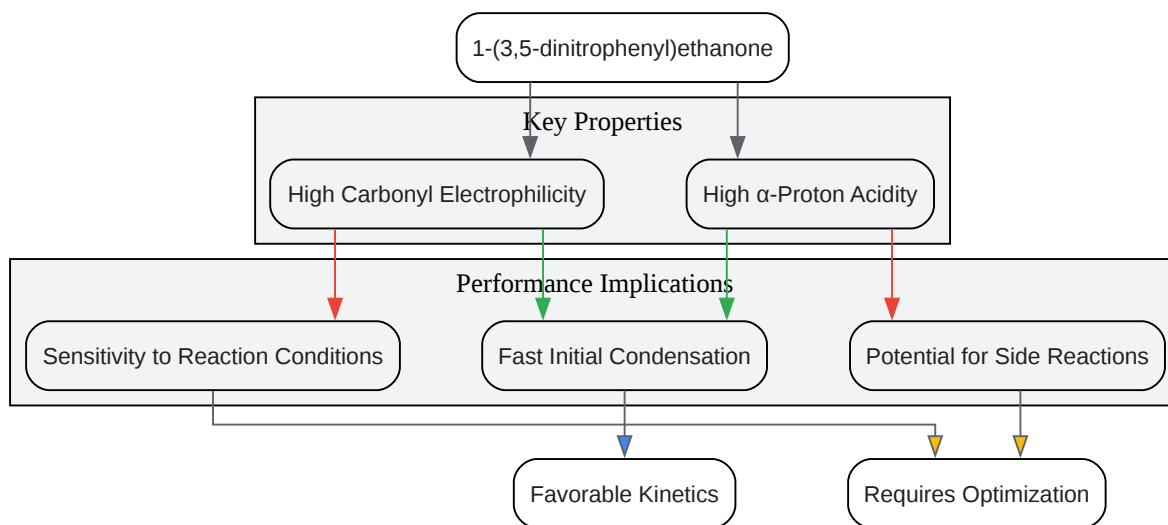 1-(3,5-dinitrophenyl)ethanone
Key Properties
High Carbonyl Electrophilicity
High α-Proton Acidity
Performance Implications
Sensitivity to Reaction Conditions
Fast Initial Condensation
Potential for Side Reactions
Favorable Kinetics
Requires Optimization